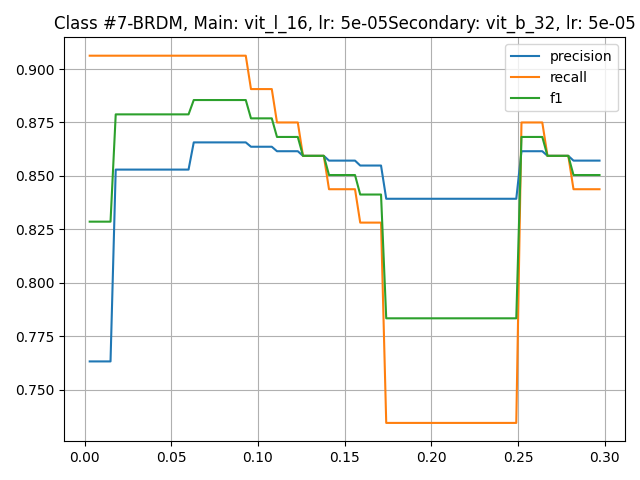 Class #7-BRDM, Main: vit_l_16, lr: 5e-05Secondary: vit_b_32, lr: 5e-05
precision
recall
f1
0.900
0.875
0.850
0.825
0.800
0.775
0.750
0.00 0.05 0.10 0.15 0.20 0.25 0.30